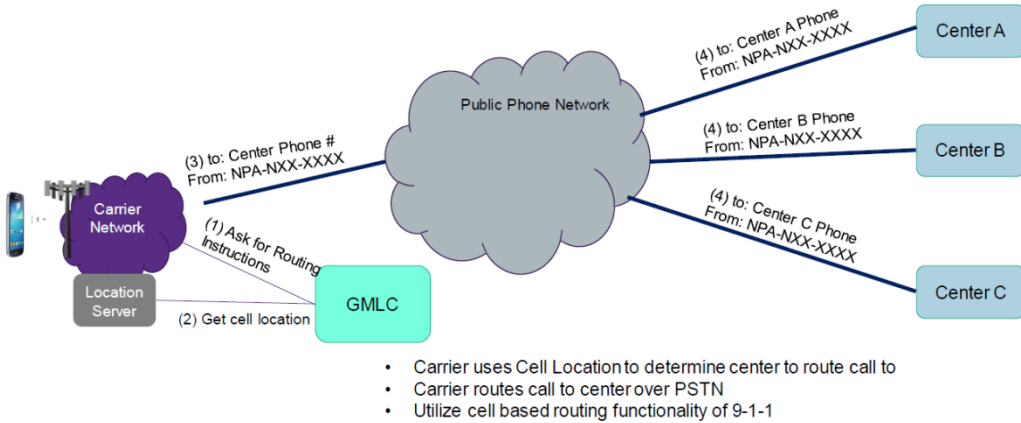 (4) to: Center A Phone
From: NPA-NXX-XXXX
Center A
Public Phone Network
(4) to: Center B Phone
From: NPA-NXX-XXXX
Center B
(3) to: Center Phone #
From: NPA-NXX-XXXX
Carrier
Network
(4) to: Center C Phone
From: NPA-NXX-XXXX
(1) Ask for Routing
Instructions
Location
Server
(2) Get cell location
GMLC
Center C
• Carrier uses Cell Location to determine center to route call to
• Carrier routes call to center over PSTN
• Utilize cell based routing functionality of 9-1-1